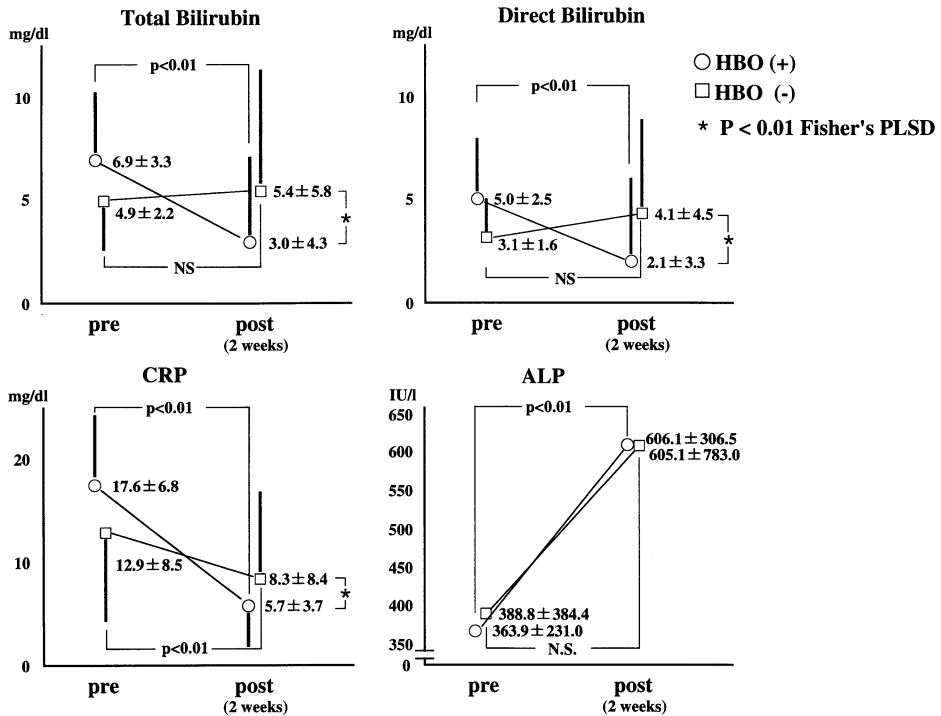 Total Bilirubin
mg/dl
p<0.01
10
6.9±3.3
5
4.9±2.2
5.4±5.8
*
3.0±4.3
NS
0
pre
post
(2 weeks)
Direct Bilirubin
mg/dl
p<0.01
10
5.0±2.5
5
3.1±1.6
4.1±4.5
*
2.1±3.3
NS
0
pre
post
(2 weeks)
HBO (+)
HBO (-)
* P < 0.01 Fisher's PLSD
CRP
mg/dl
p<0.01
20
17.6±6.8
12.9±8.5
10
8.3±8.4
*
5.7±3.7
p<0.01
0
pre
post
(2 weeks)
ALP
IU/l
650
p<0.01
606.1±306.5
600
605.1±783.0
550
500
450
400
388.8±384.4
363.9±231.0
350
N.S.
0
pre
post
(2 weeks)